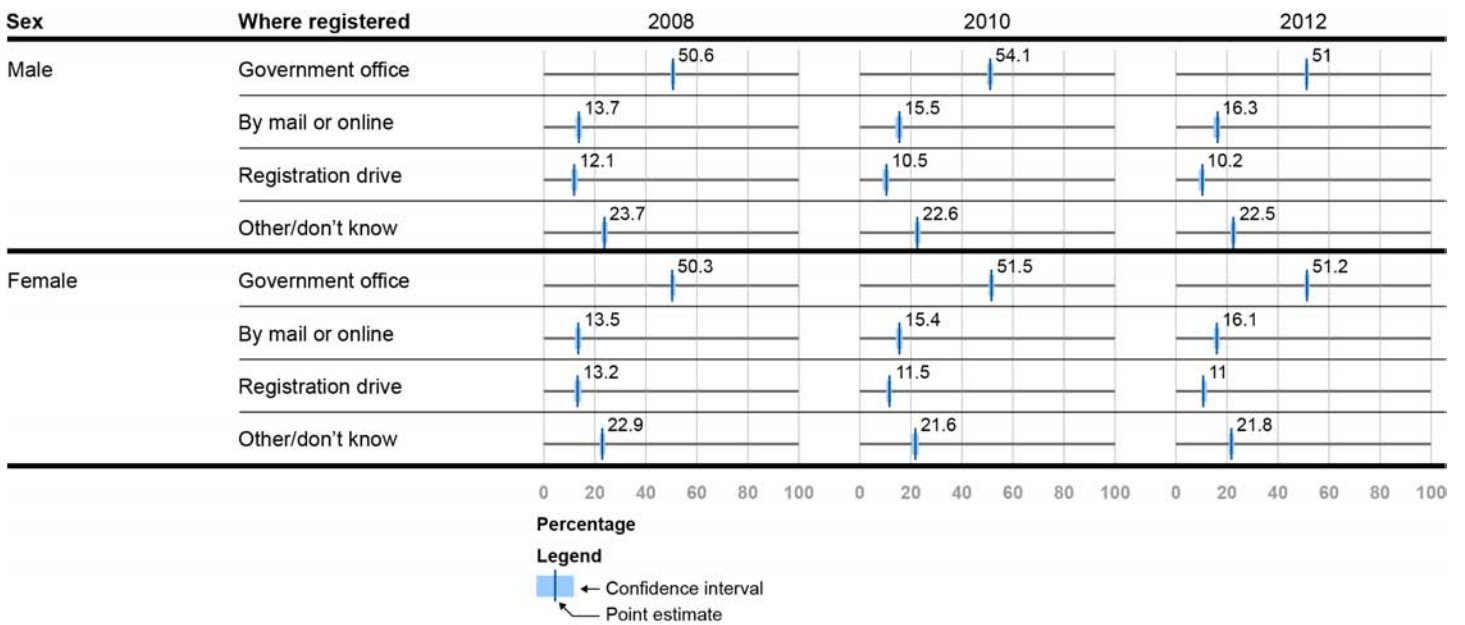 Sex Where registered 2008 2010 2012
Male Government office 50.6 54.1 51
By mail or online 13.7 15.5 16.3
Registration drive 12.1 10.5 10.2
Other/don't know 23.7 22.6 22.5
Female Government office 50.3 51.5 51.2
By mail or online 13.5 15.4 16.1
Registration drive 13.2 11.5 11
Other/don't know 22.9 21.6 21.8
0 20 40 60 80 100 0 20 40 60 80 100 0 20 40 60 80 100
Percentage
Legend
Confidence interval
Point estimate